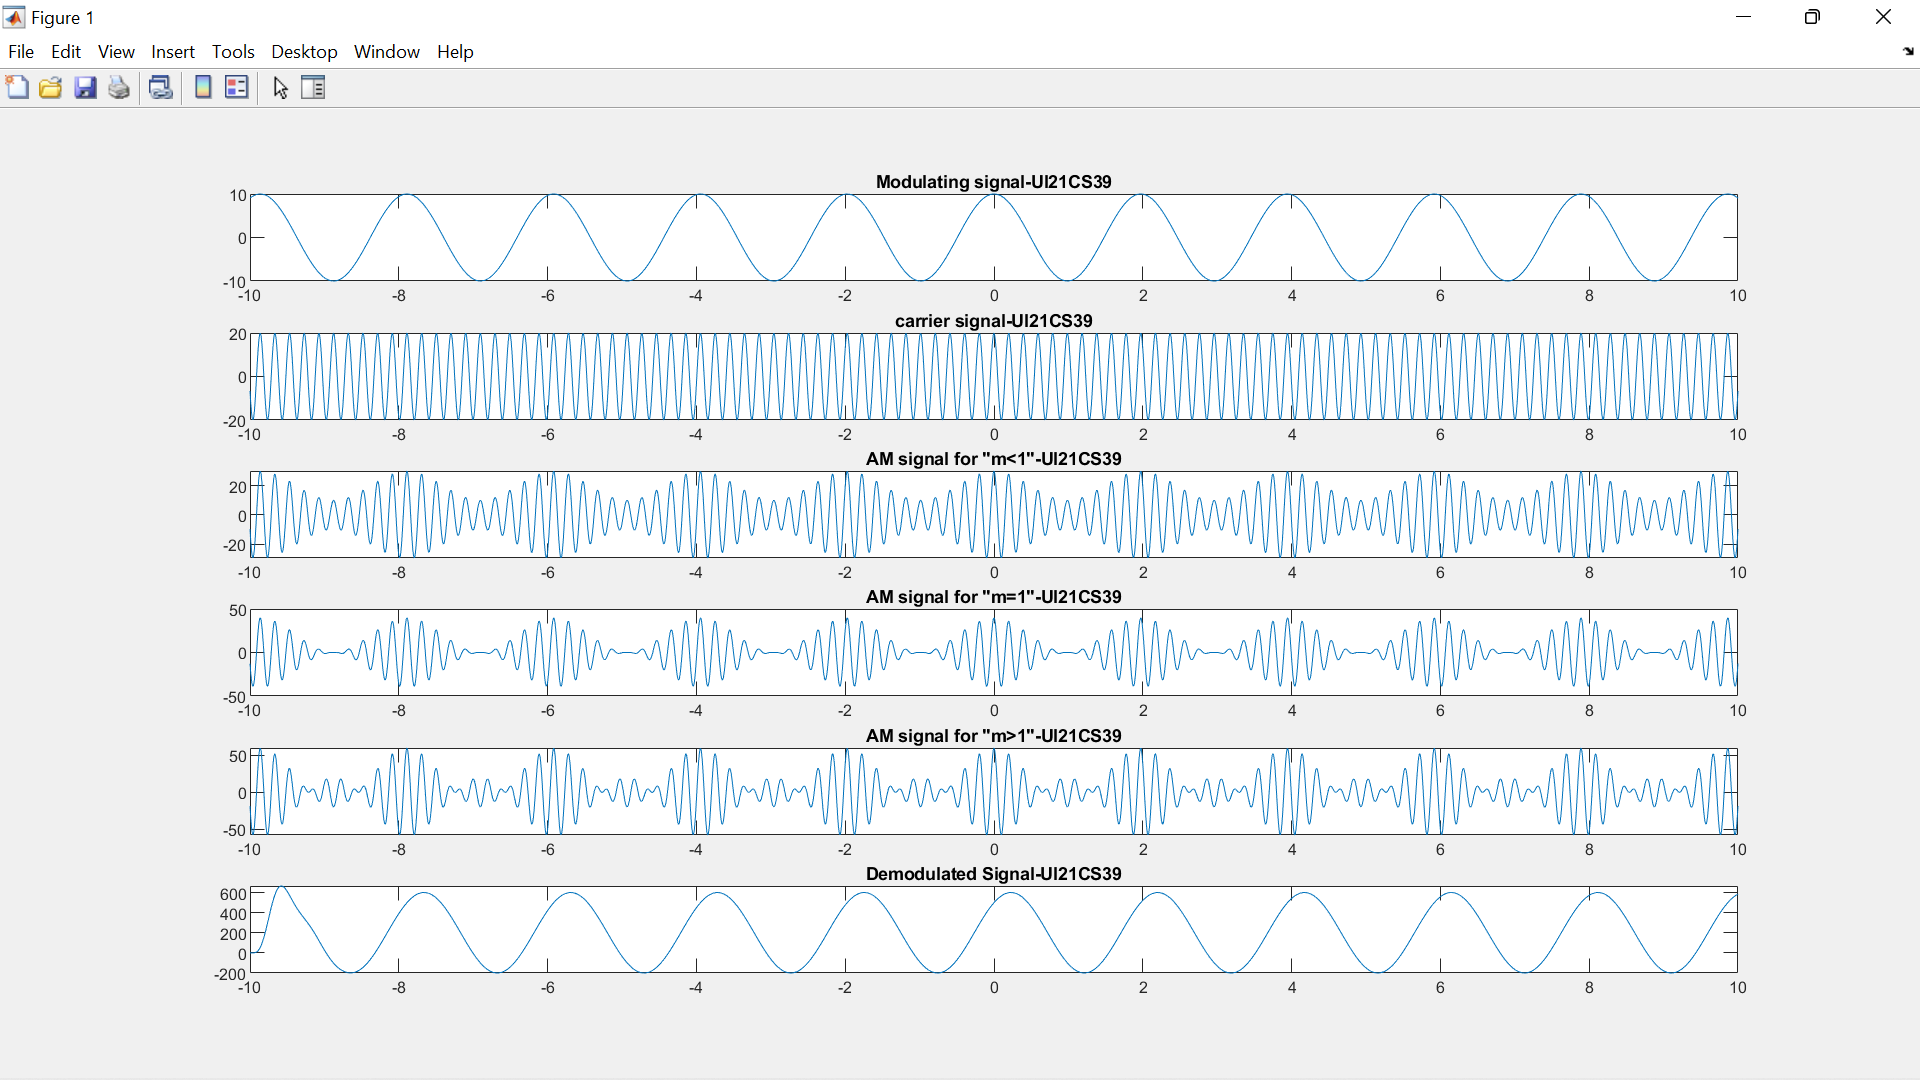 Figure 1
File Edit View Insert Tools Desktop Window Help
Modulating signal-UI21CS39
10
0
-10
-10 -8 -6 -4 -2 0 2 4 6 8 10
carrier signal-UI21CS39
20
0
-20
-10 -8 -6 -4 -2 0 2 4 6 8 10
AM signal for "m<1"-UI21CS39
20
0
-20
-10 -8 -6 -4 -2 0 2 4 6 8 10
AM signal for "m=1"-UI21CS39
50
0
-50
-10 -8 -6 -4 -2 0 2 4 6 8 10
AM signal for "m>1"-UI21CS39
50
0
-50
-10 -8 -6 -4 -2 0 2 4 6 8 10
Demodulated Signal-UI21CS39
600
400
200
0
-200
-10 -8 -6 -4 -2 0 2 4 6 8 10